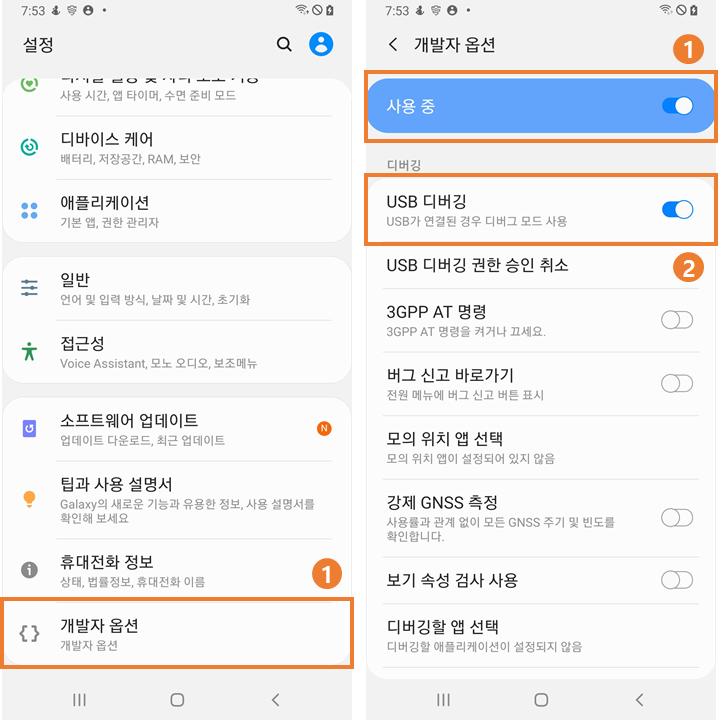 7:53
설정
사용 시간, 앱 타이머, 수면 준비 모드
디바이스 케어
배터리, 저장공간, RAM, 보안
애플리케이션
기본 앱, 권한 관리자
일반
언어 및 입력 방식, 날짜 및 시간, 초기화
접근성
Voice Assistant, 모노 오디오, 보조메뉴
소프트웨어 업데이트
N
업데이트 다운로드, 최근 업데이트
팁과 사용 설명서
Galaxy의 새로운 기능과 유용한 정보, 사용 설명서를
확인해 보세요
휴대전화 정보
상태, 법률정보, 휴대전화 이름
1
개발자 옵션
개발자 옵션
7:53
개발자 옵션
1
사용 중
디버깅
USB 디버깅
USB가 연결된 경우 디버그 모드 사용
USB 디버깅 권한 승인 취소
2
3GPP AT 명령
3GPP AT 명령을 켜거나 끄세요.
버그 신고 바로가기
전원 메뉴에 버그 신고 버튼 표시
모의 위치 앱 선택
모의 위치 앱이 설정되어 있지 않음
강제 GNSS 측정
사용률과 관계 없이 모든 GNSS 주기 및 빈도를
확인합니다.
보기 속성 검사 사용
디버깅할 앱 선택
디버깅할 애플리케이션이 설정되지 않음